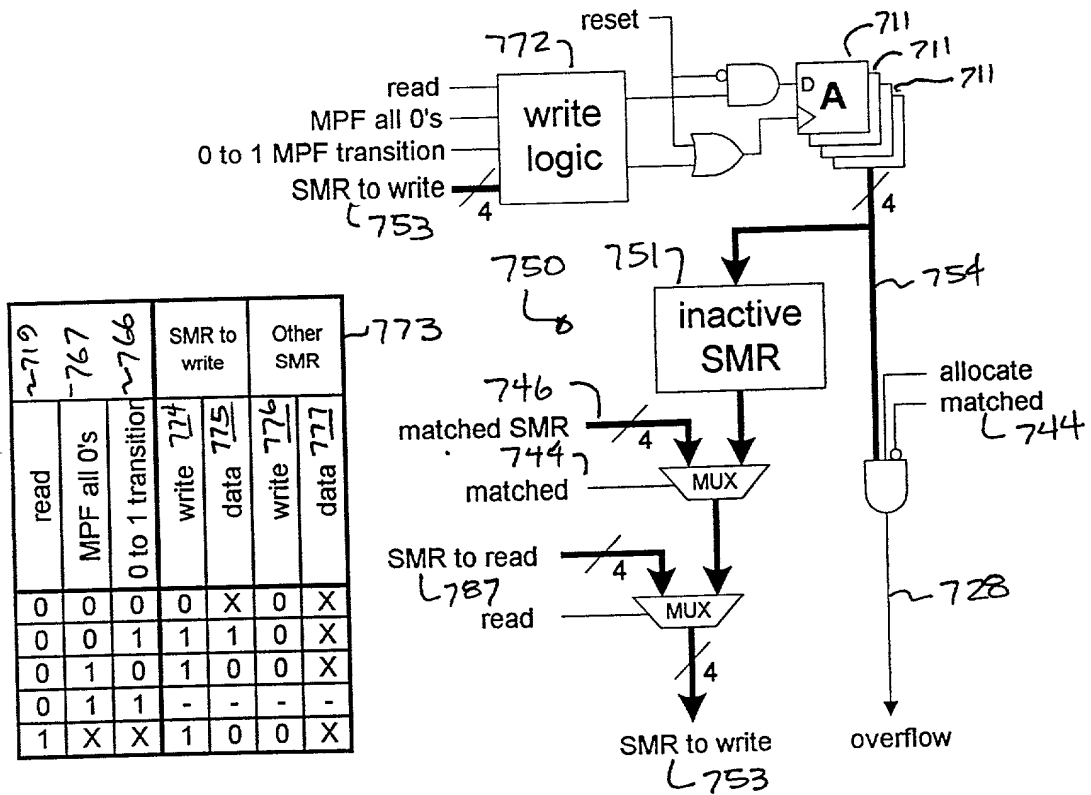 reset
711
711
711
772
read
MPF all 0's
0 to 1 MPF transition
SMR to write
4
753
write
logic
D
A
4
754
750
751
inactive
SMR
746
matched SMR
4
744
matched
MUX
allocate
matched
744
SMR to read
4
787
read
MUX
4
728
SMR to write
753
overflow
773
719 767 766 SMR to write Other SMR
read MPF all 0's 0 to 1 transition write 774 data 775 write 776 data 777
0 0 0 0 X 0 X
0 0 1 1 1 0 X
0 1 0 1 0 0 X
0 1 1 - - - -
1 X X 1 0 0 X